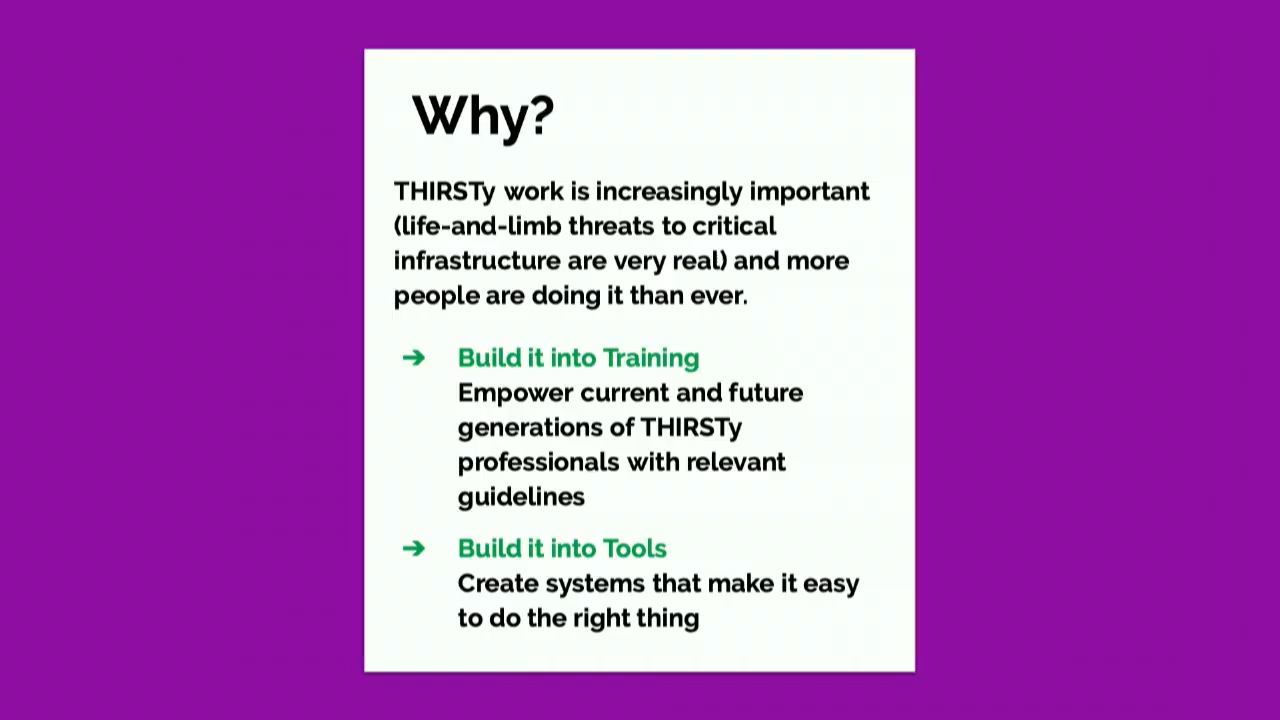 Why?
THIRSTy work is increasingly important
(life-and-limb threats to critical
infrastructure are very real) and more
people are doing it than ever.
➔ Build it into Training
Empower current and future
generations of THIRSTy
professionals with relevant
guidelines
➔ Build it into Tools
Create systems that make it easy
to do the right thing